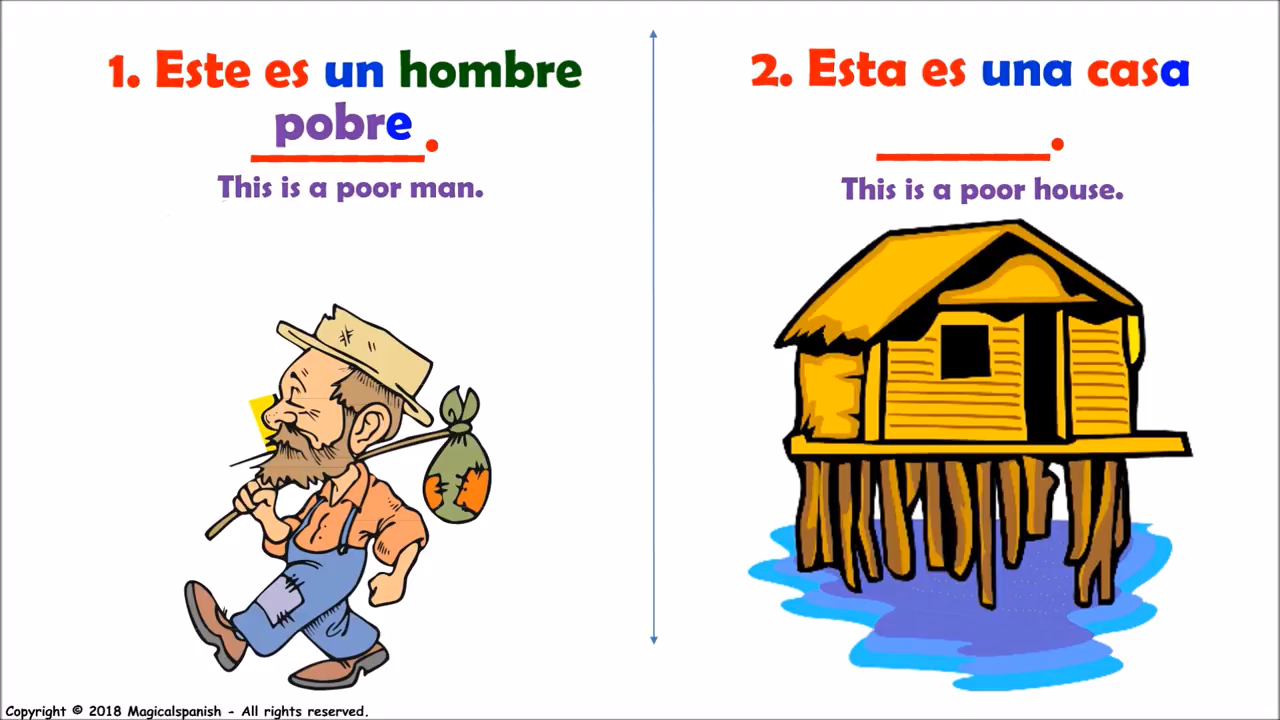 1. Este es un hombre
pobre.
This is a poor man.
2. Esta es una casa
________.
This is a poor house.
Copyright © 2018 Magicalspanish - All rights reserved.